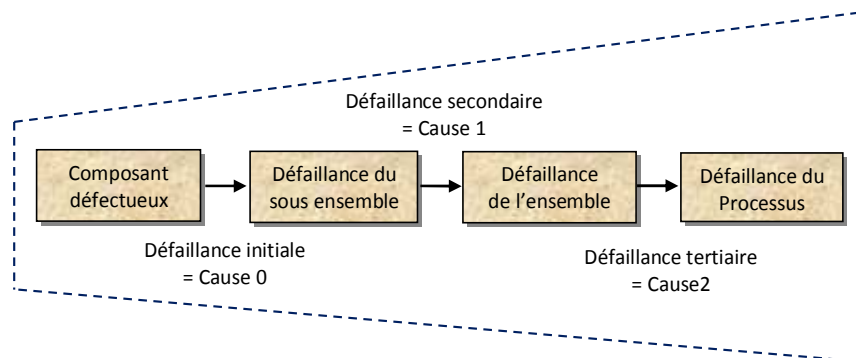 Défaillance secondaire
= Cause 1
Composant
défectueux
Défaillance du
sous ensemble
Défaillance
de l'ensemble
Défaillance du
Processus
Défaillance initiale
= Cause 0
Défaillance tertiaire
= Cause2